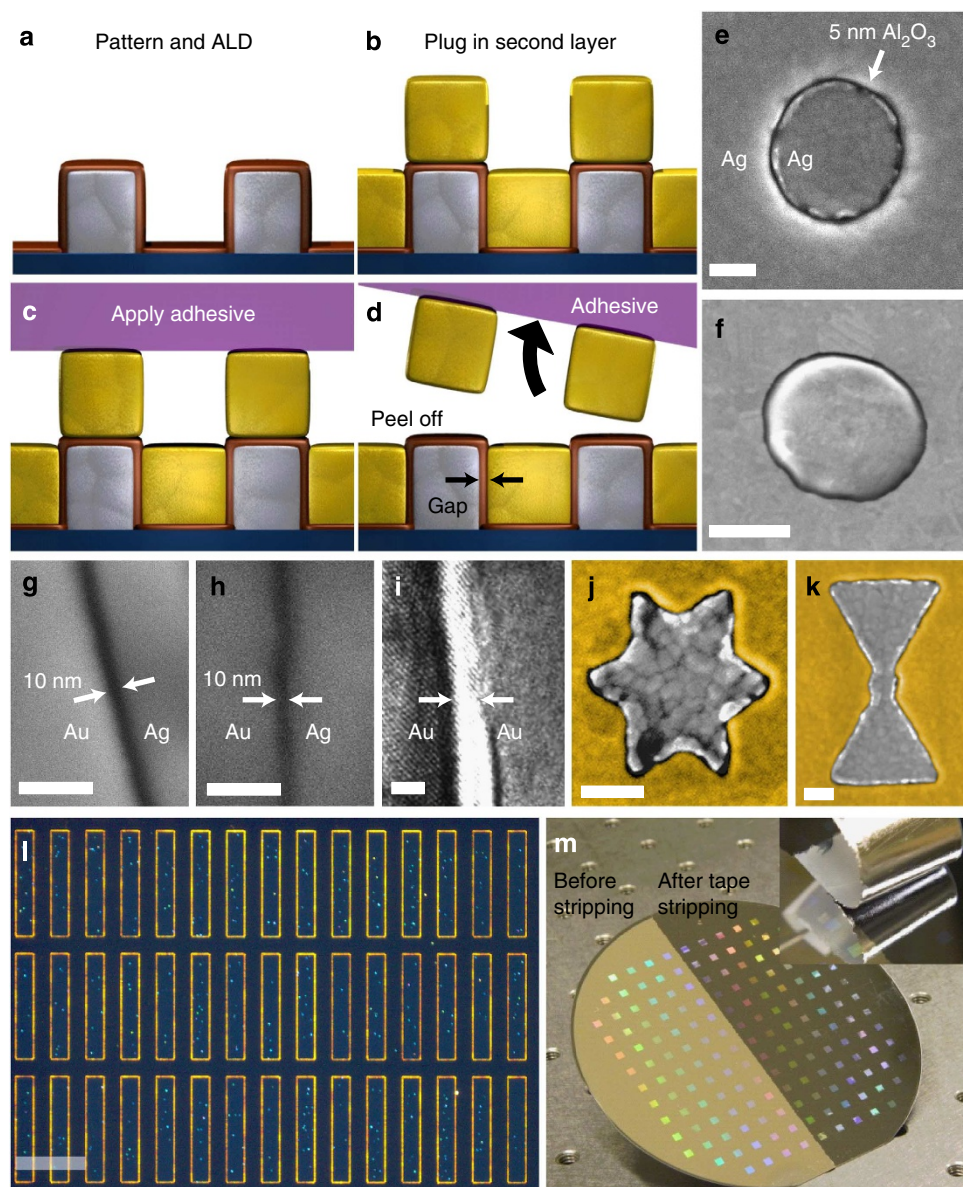 a
Pattern and ALD
b
Plug in second layer
e
5 nm Al₂O₃
Ag
Ag
c
Apply adhesive
d
Adhesive
Peel off
Gap
f
g
10 nm
Au
Ag
h
10 nm
Au
Ag
i
Au
Au
j
k
l
m
Before
stripping
After tape
stripping